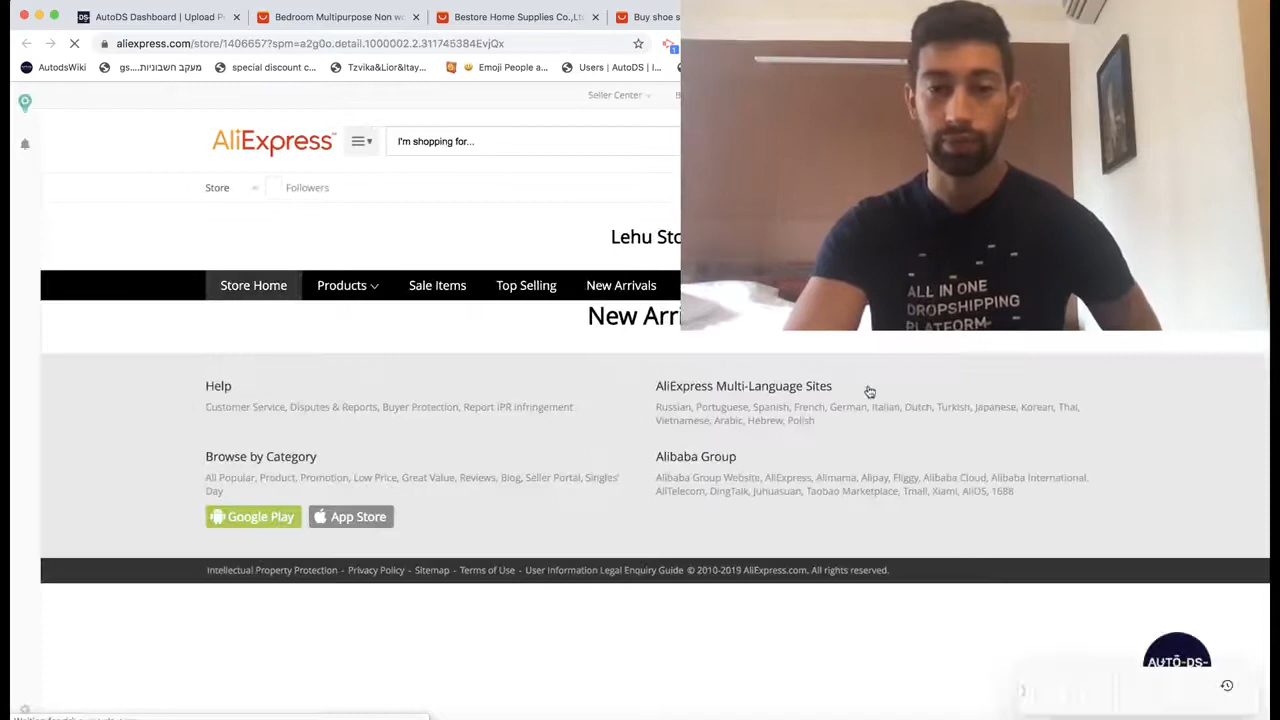 AutoDS Dashboard | Upload P
Bedroom Multipurpose Non wo
Bestore Home Supplies Co.,Lt
Buy shoe s
aliexpress.com/store/1406657?spm=a2g0o.detail.1000002.2.311745384EvjQx
AutodsWiki
gs.... מעקב חשבוניות
special discount c...
Tzvika&Lior&Itay...
Emoji People a...
Users | AutoDS | I...
Seller Center
AliExpress
I'm shopping for...
Store
Followers
Lehu Sto
Store Home
Products
Sale Items
Top Selling
New Arrivals
New Arri
ALL IN ONE
DROPSHIPPING
PLATFORM
Help
Customer Service, Disputes & Reports, Buyer Protection, Report IPR infringement
AliExpress Multi-Language Sites
Russian, Portuguese, Spanish, French, German, Italian, Dutch, Turkish, Japanese, Korean, Thai,
Vietnamese, Arabic, Hebrew, Polish
Browse by Category
All Popular, Product, Promotion, Low Price, Great Value, Reviews, Blog, Seller Portal, Singles'
Day
Alibaba Group
Alibaba Group Website, AliExpress, Alimama, Alipay, Fliggy, Alibaba Cloud, Alibaba International,
AliTelecom, DingTalk, Juhuasuan, Taobao Marketplace, Tmall, Xiami, AliOS, 1688
Google Play
App Store
Intellectual Property Protection - Privacy Policy - Sitemap - Terms of Use - User Information Legal Enquiry Guide © 2010-2019 AliExpress.com. All rights reserved.
AUTO-DS-